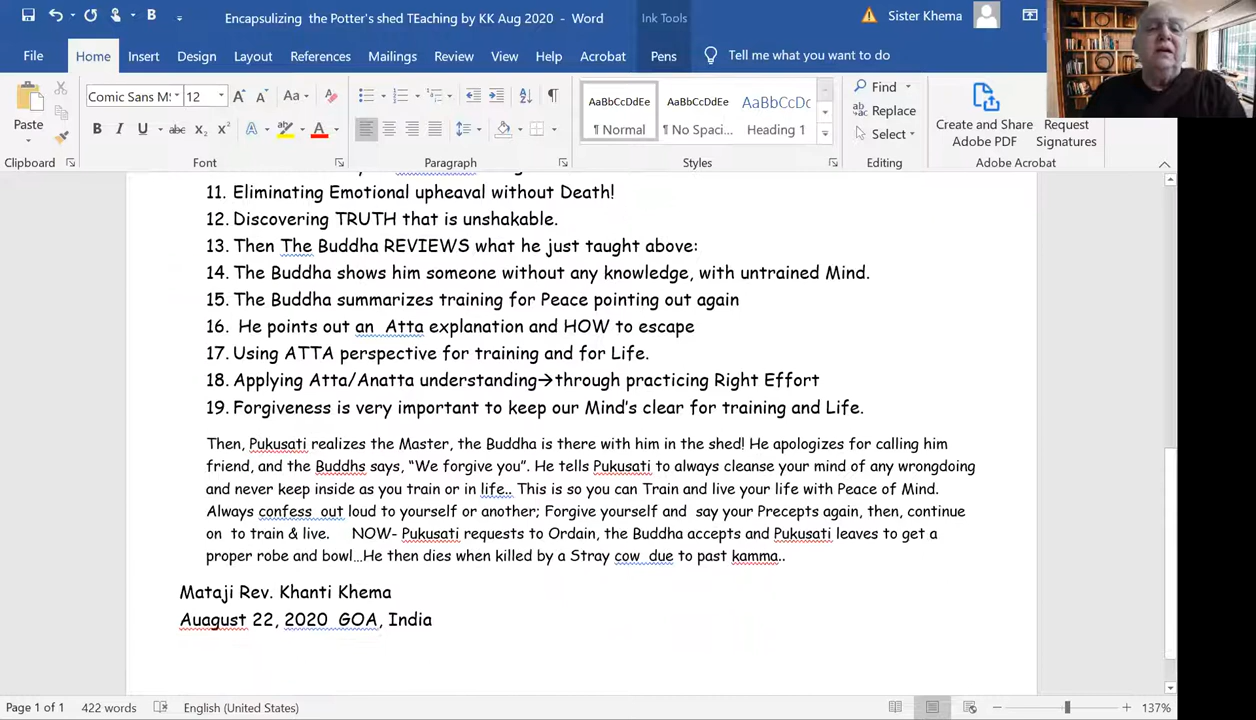 Encapsulizing the Potter's shed TEaching by KK Aug 2020 - Word
Ink Tools
Sister Khema
File Home Insert Design Layout References Mailings Review View Help Acrobat Pens Tell me what you want to do
Paste
Clipboard
Comic Sans M 12
Font
Paragraph
AaBbCcDdEe AaBbCcDdEe AaBbCcDc
¶ Normal ¶ No Spaci... Heading 1
Styles
Find
Replace
Select
Editing
Create and Share Adobe PDF
Request Signatures
Adobe Acrobat
11. Eliminating Emotional upheaval without Death!
12. Discovering TRUTH that is unshakable.
13. Then The Buddha REVIEWS what he just taught above:
14. The Buddha shows him someone without any knowledge, with untrained Mind.
15. The Buddha summarizes training for Peace pointing out again
16. He points out an Atta explanation and HOW to escape
17. Using ATTA perspective for training and for Life.
18. Applying Atta/Anatta understanding→through practicing Right Effort
19. Forgiveness is very important to keep our Mind's clear for training and Life.
Then, Pukusati realizes the Master, the Buddha is there with him in the shed! He apologizes for calling him
friend, and the Buddhs says, “We forgive you”. He tells Pukusati to always cleanse your mind of any wrongdoing
and never keep inside as you train or in life.. This is so you can Train and live your life with Peace of Mind.
Always confess out loud to yourself or another; Forgive yourself and say your Precepts again, then, continue
on to train & live. NOW- Pukusati requests to Ordain, the Buddha accepts and Pukusati leaves to get a
proper robe and bowl…He then dies when killed by a Stray cow due to past kamma..
Mataji Rev. Khanti Khema
Auagust 22, 2020 GOA, India
Page 1 of 1 422 words English (United States) 137%